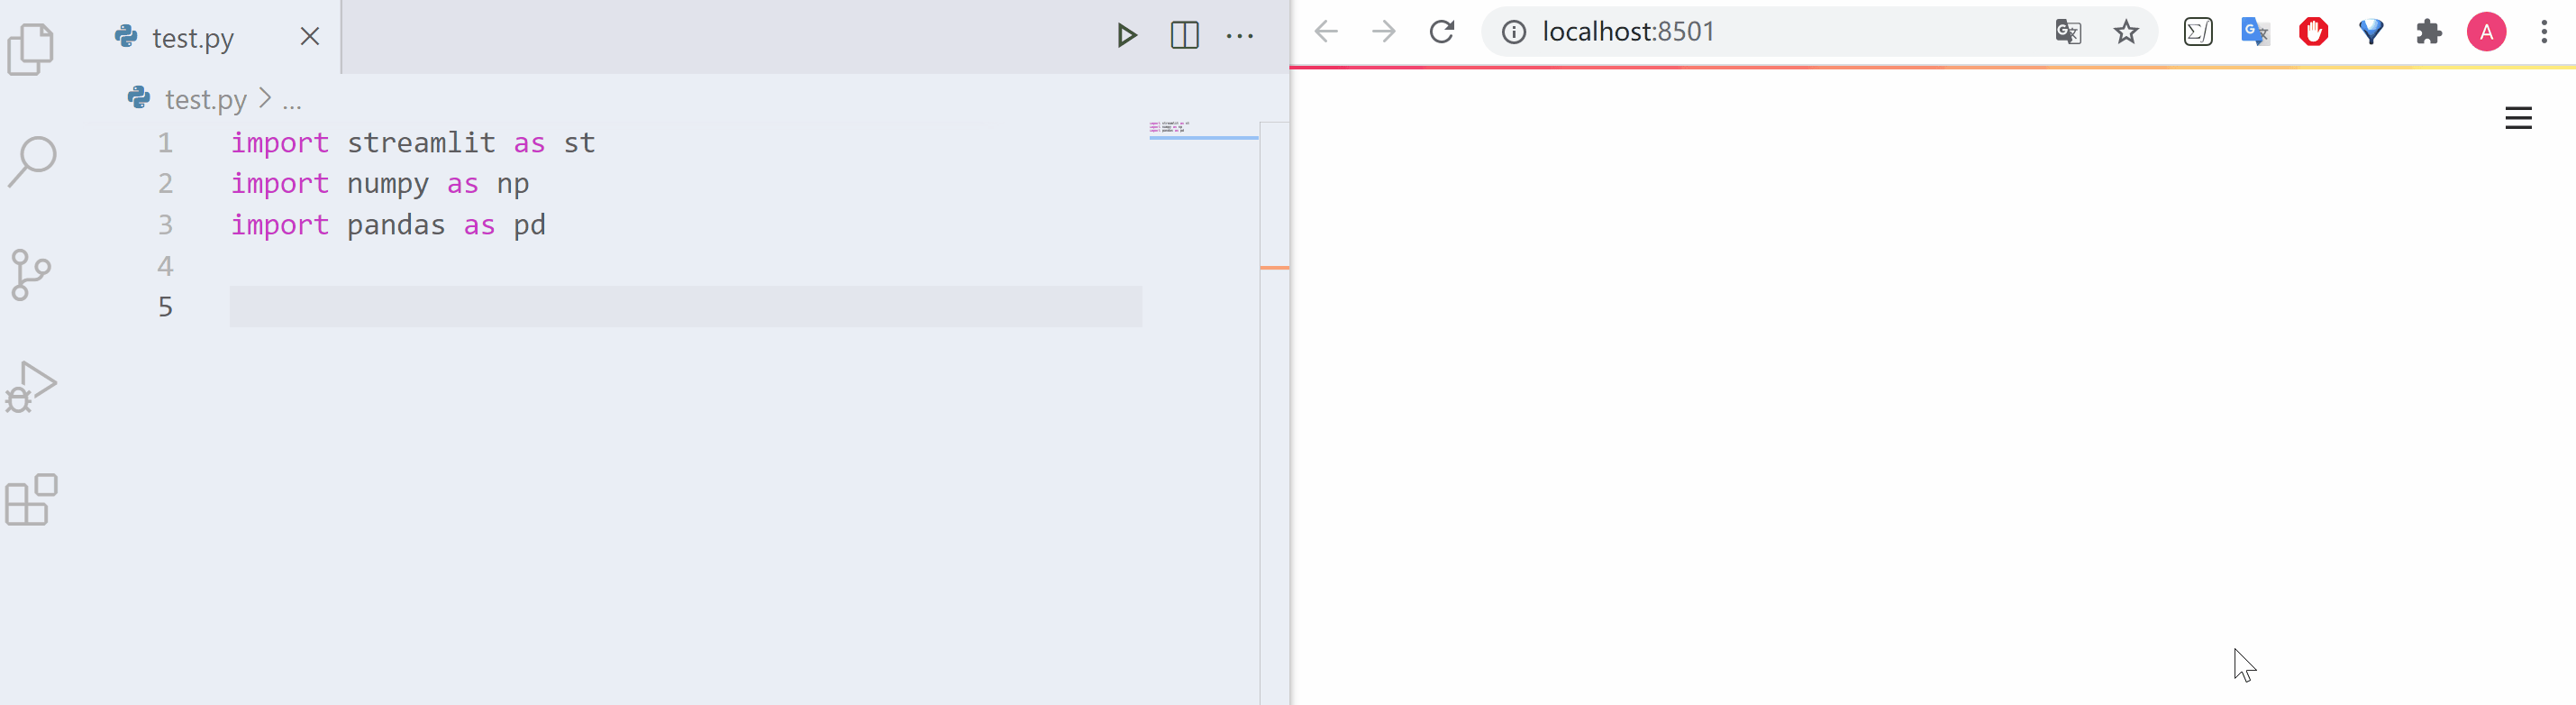 test.py
test.py > ...
1 import streamlit as st
2 import numpy as np
3 import pandas as pd
4
5
localhost:8501
A